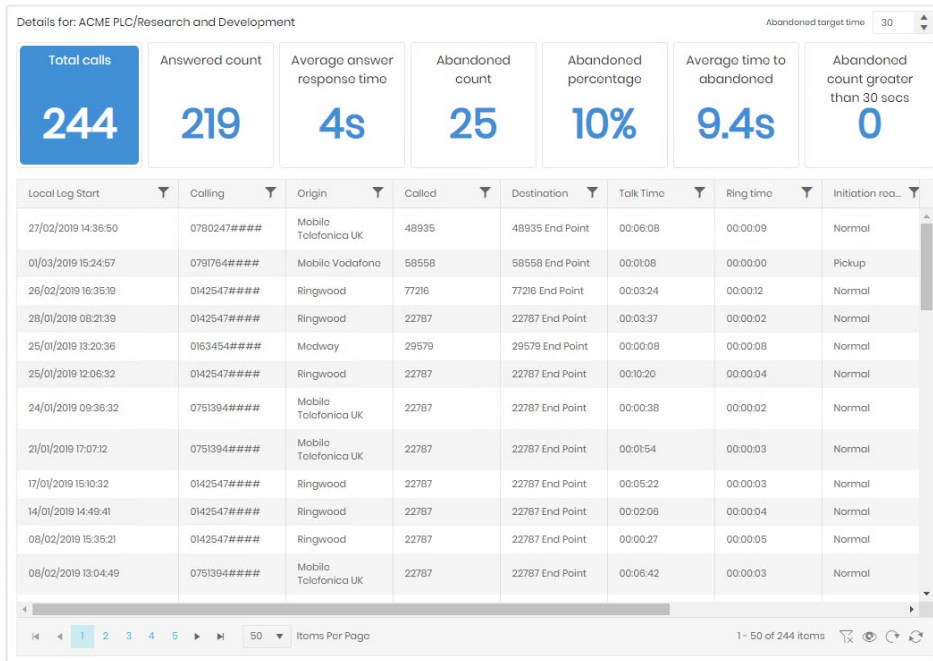 Details for: ACME PLC/Research and Development
Abandoned target time 30
Total calls
244
Answered count
219
Average answer
response time
4s
Abandoned
count
25
Abandoned
percentage
10%
Average time to
abandoned
9.4s
Abandoned
count greater
than 30 secs
0
Local Leg Start Calling Origin Called Destination Talk Time Ring time Initiation rea...
27/02/2019 14:36:50 0780247#### Mobile Telefonica UK 48935 48935 End Point 00:06:08 00:00:09 Normal
01/03/2019 15:24:57 0791764#### Mobile Vodafone 58558 58558 End Point 00:01:08 00:00:00 Pickup
26/02/2019 16:35:19 0142547#### Ringwood 77216 77216 End Point 00:03:24 00:00:12 Normal
28/01/2019 08:21:39 0142547#### Ringwood 22787 22787 End Point 00:03:37 00:00:02 Normal
25/01/2019 13:20:36 0163454#### Medway 29579 29579 End Point 00:00:08 00:00:08 Normal
25/01/2019 12:06:32 0142547#### Ringwood 22787 22787 End Point 00:10:20 00:00:04 Normal
24/01/2019 09:36:32 0751394#### Mobile Telefonica UK 22787 22787 End Point 00:00:38 00:00:02 Normal
21/01/2019 17:07:12 0751394#### Mobile Telefonica UK 22787 22787 End Point 00:01:54 00:00:03 Normal
17/01/2019 15:10:32 0142547#### Ringwood 22787 22787 End Point 00:05:22 00:00:03 Normal
14/01/2019 14:49:41 0142547#### Ringwood 22787 22787 End Point 00:02:06 00:00:04 Normal
08/02/2019 15:35:21 0142547#### Ringwood 22787 22787 End Point 00:00:27 00:00:05 Normal
08/02/2019 13:04:49 0751394#### Mobile Telefonica UK 22787 22787 End Point 00:06:42 00:00:03 Normal
1 2 3 4 5 50 Items Per Page 1 - 50 of 244 items